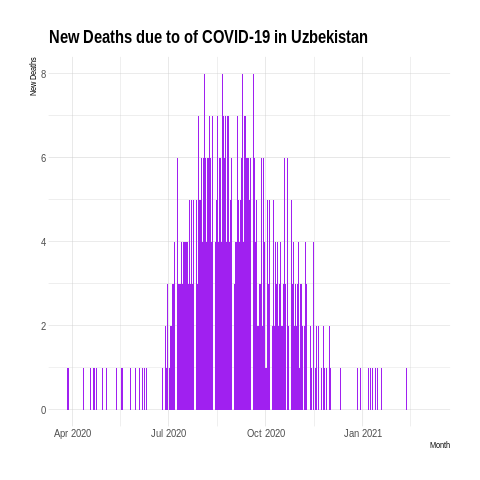 New Deaths due to of COVID-19 in Uzbekistan
New Deaths
8
6
4
2
0
Apr 2020 Jul 2020 Oct 2020 Jan 2021
Month